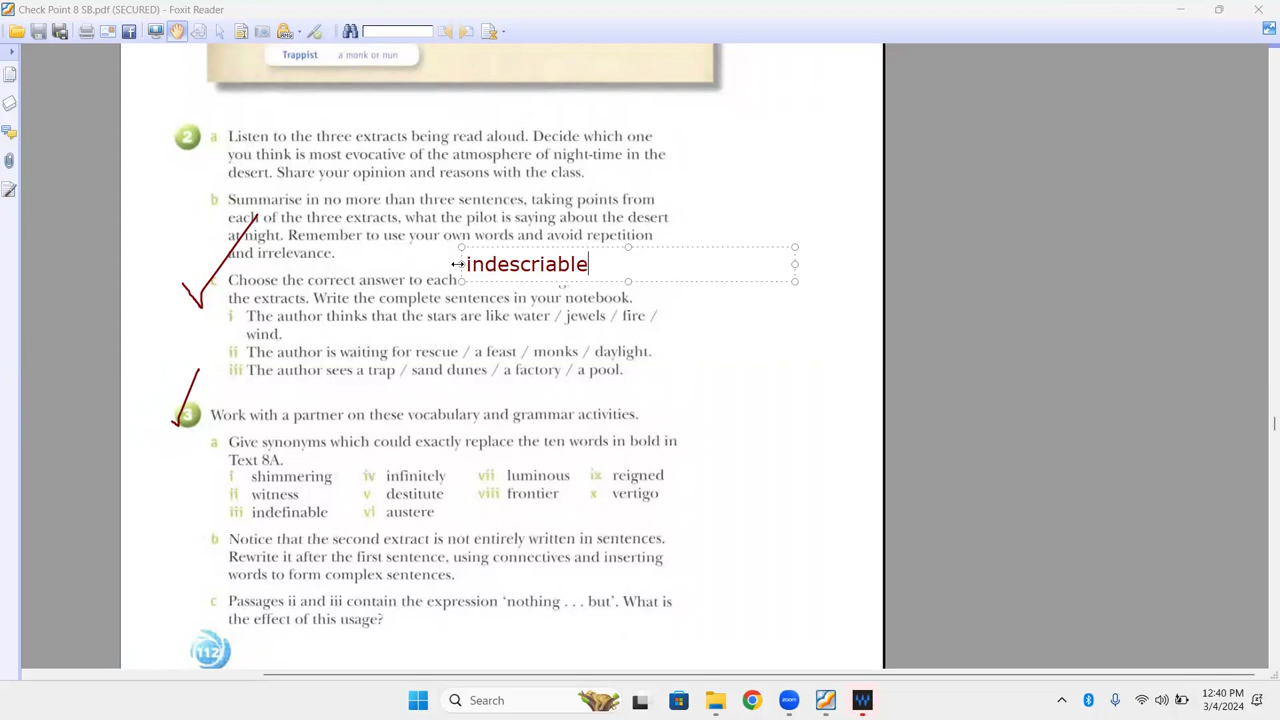 Check Point 8 SB.pdf (SECURED) - Foxit Reader
Trappist a monk or nun
2 a Listen to the three extracts being read aloud. Decide which one
you think is most evocative of the atmosphere of night-time in the
desert. Share your opinion and reasons with the class.
b Summarise in no more than three sentences, taking points from
each of the three extracts, what the pilot is saying about the desert
at night. Remember to use your own words and avoid repetition
and irrelevance.
indescriable
c Choose the correct answer to each
the extracts. Write the complete sentences in your notebook.
i The author thinks that the stars are like water / jewels / fire /
wind.
ii The author is waiting for rescue / a feast / monks / daylight.
iii The author sees a trap / sand dunes / a factory / a pool.
3 Work with a partner on these vocabulary and grammar activities.
a Give synonyms which could exactly replace the ten words in bold in
Text 8A.
i shimmering iv infinitely vii luminous ix reigned
ii witness v destitute viii frontier x vertigo
iii indefinable vi austere
b Notice that the second extract is not entirely written in sentences.
Rewrite it after the first sentence, using connectives and inserting
words to form complex sentences.
c Passages ii and iii contain the expression ‘nothing . . . but’. What is
the effect of this usage?
112
Search
zoom
12:40 PM
3/4/2024